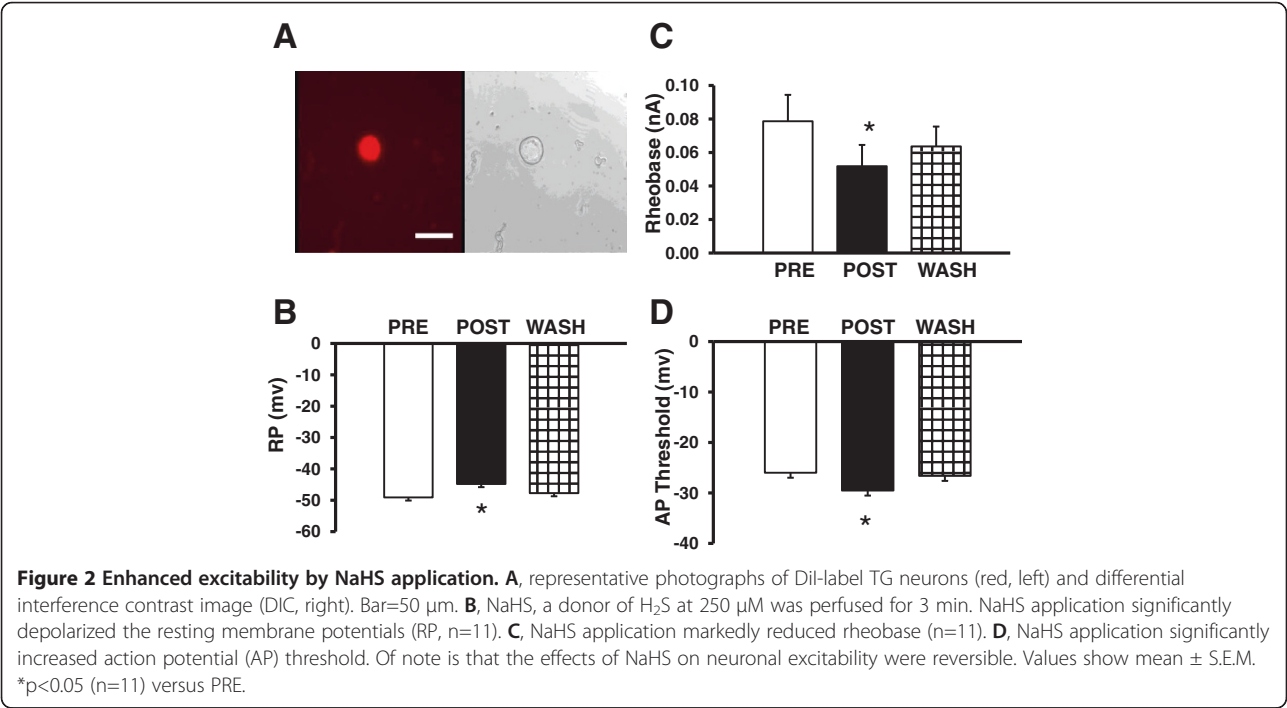 A
C
Rheobase (nA)
0.10
0.08
0.06
0.04
0.02
0.00
*
PRE POST WASH
B
PRE POST WASH
RP (mv)
0
-10
-20
-30
-40
-50
-60
*
D
PRE POST WASH
AP Threshold (mv)
0
-10
-20
-30
-40
*
Figure 2 Enhanced excitability by NaHS application. A, representative photographs of DiI-label TG neurons (red, left) and differential
interference contrast image (DIC, right). Bar=50 μm. B, NaHS, a donor of H₂S at 250 μM was perfused for 3 min. NaHS application significantly
depolarized the resting membrane potentials (RP, n=11). C, NaHS application markedly reduced rheobase (n=11). D, NaHS application significantly
increased action potential (AP) threshold. Of note is that the effects of NaHS on neuronal excitability were reversible. Values show mean ± S.E.M.
*p<0.05 (n=11) versus PRE.